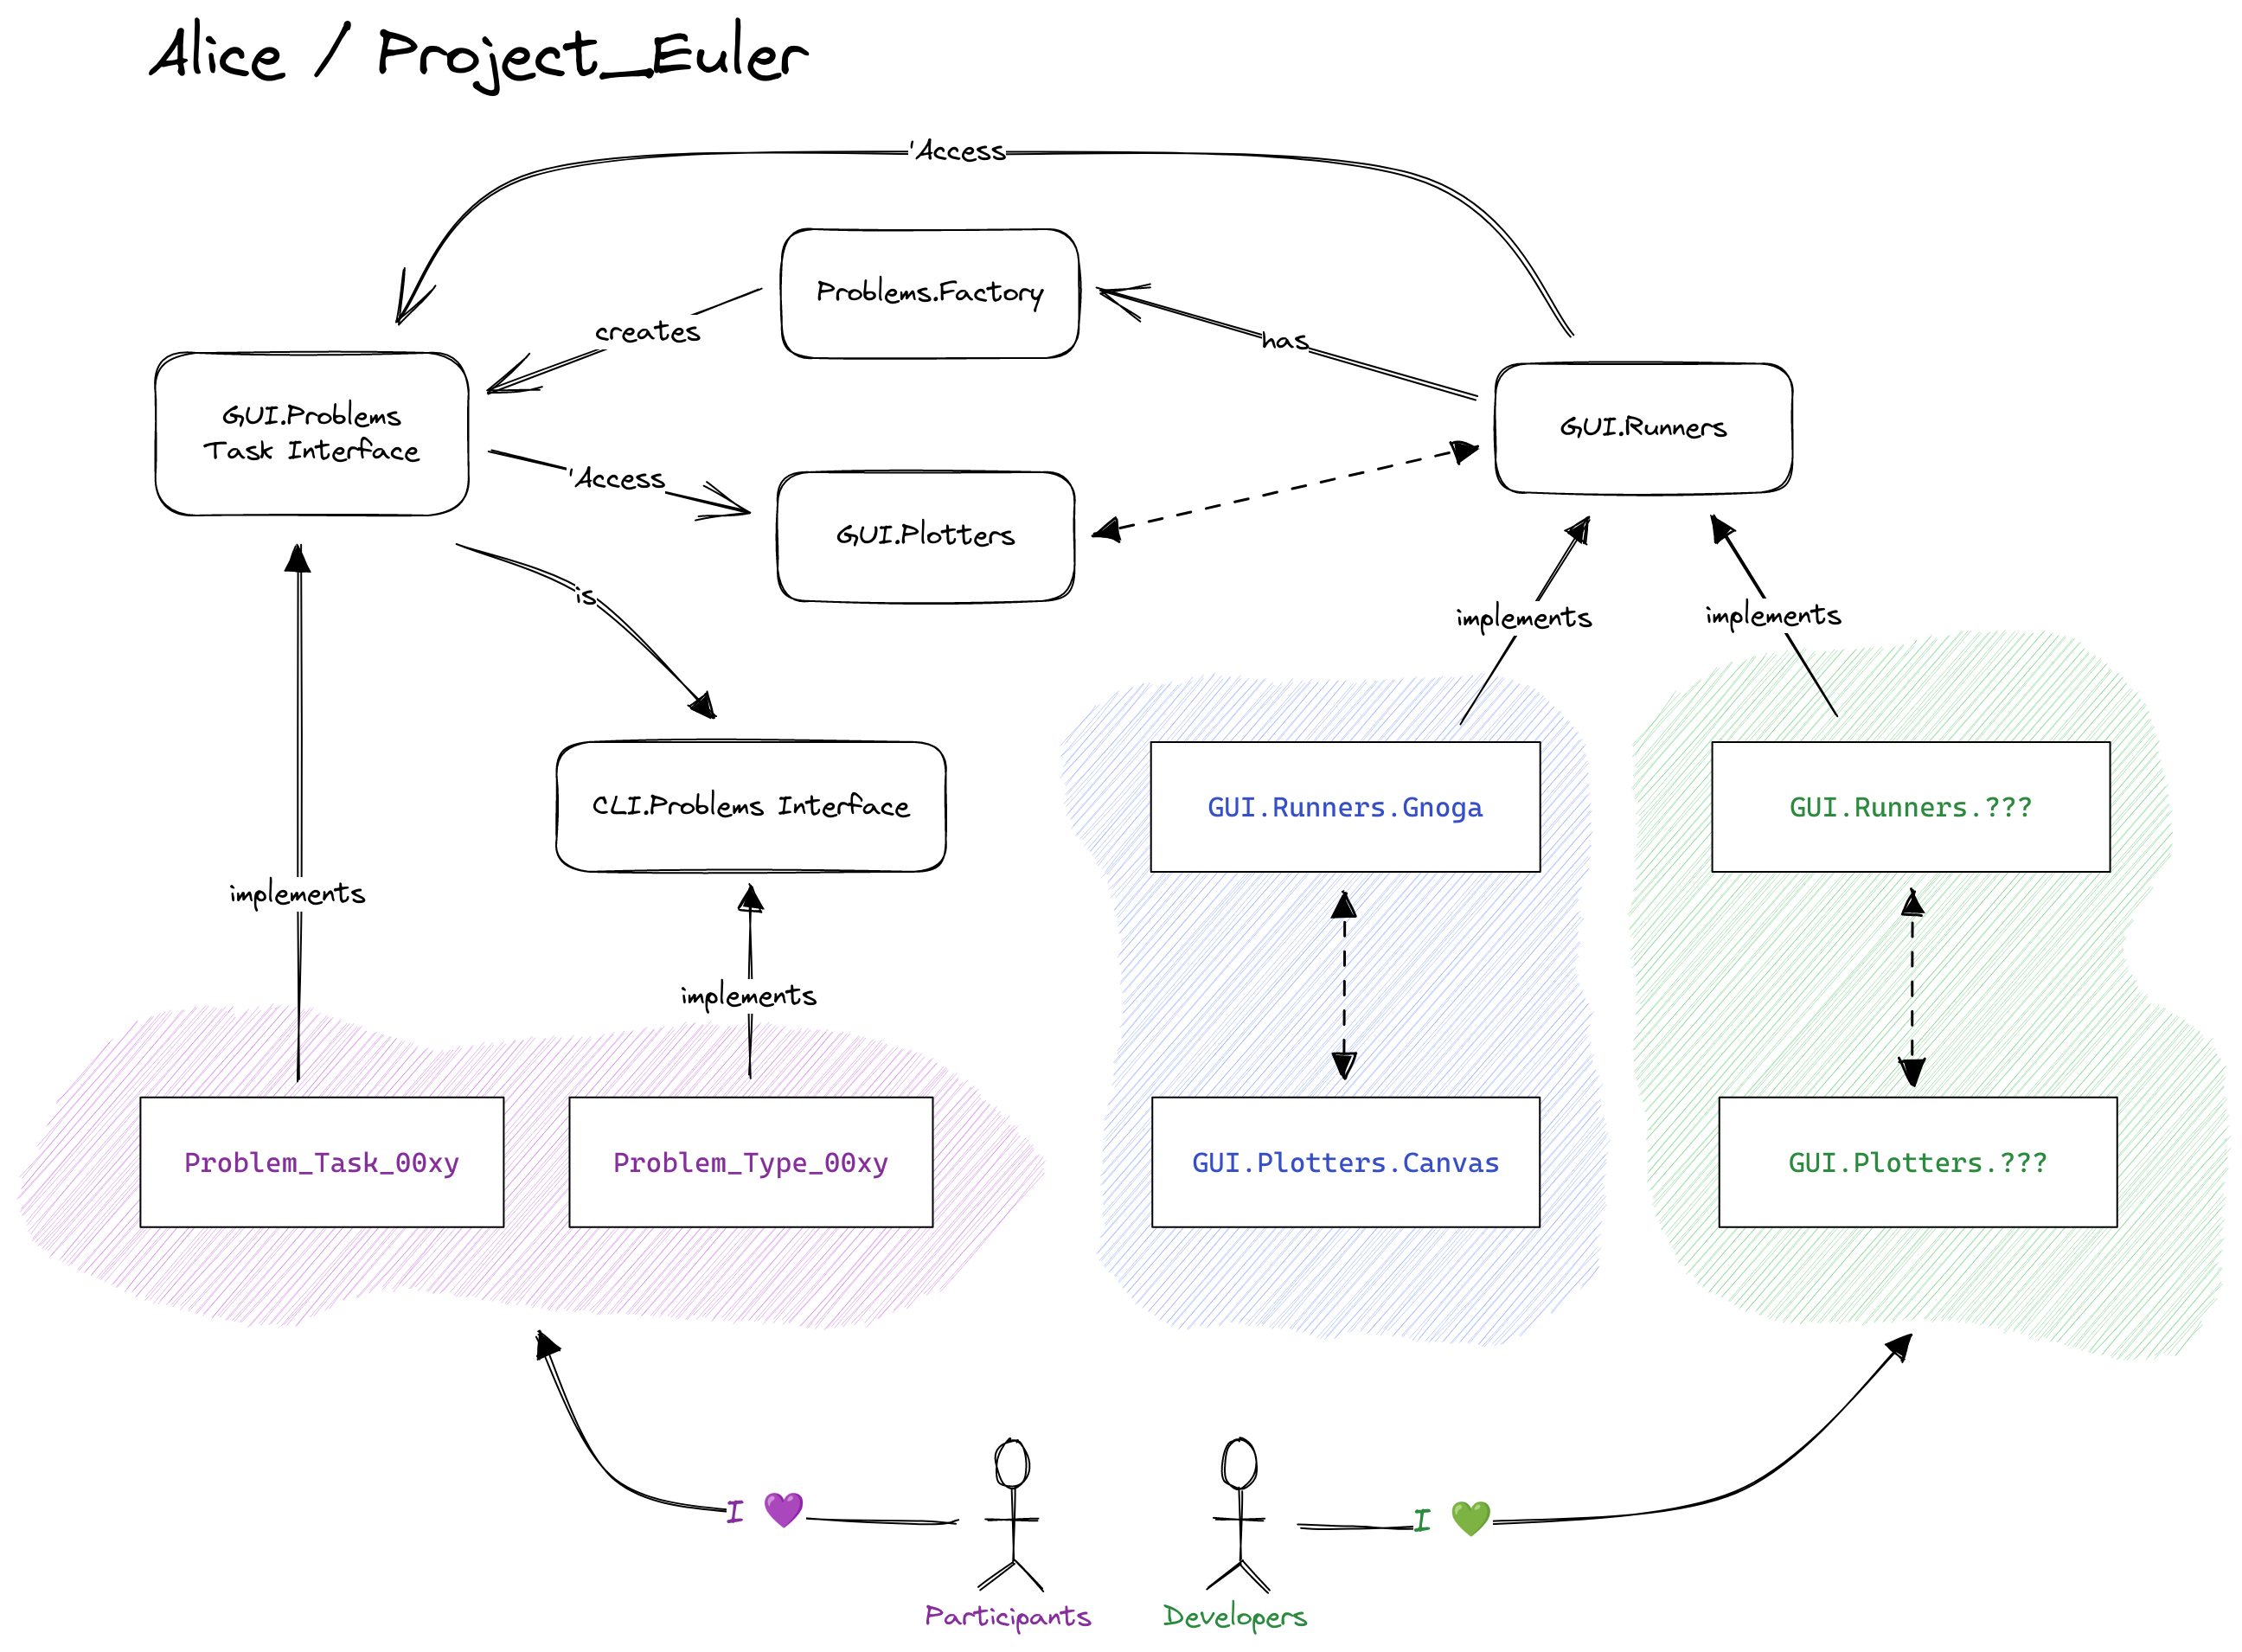 Alice / Project_Euler
'Access
Problems.Factory
creates
has
GUI.Problems
Task Interface
GUI.Runners
'Access
GUI.Plotters
is
implements
implements
CLI.Problems Interface
GUI.Runners.Gnoga
GUI.Runners.???
implements
implements
Problem_Task_00xy
Problem_Type_00xy
GUI.Plotters.Canvas
GUI.Plotters.???
I 💜
I 💚
Participants
Developers